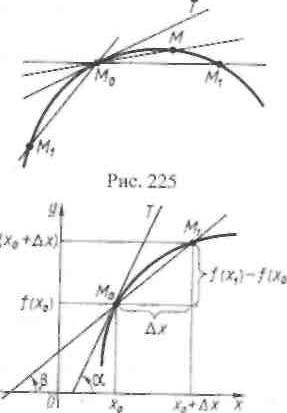 T
M
M₀
M₁
M₁
Рис. 225
y
T
M₁
(x₀ + Δx)
f(x₁) − f(x₀
M₀
f(x₀)
Δx
β
α
0
x₀
x₀ + Δx
x